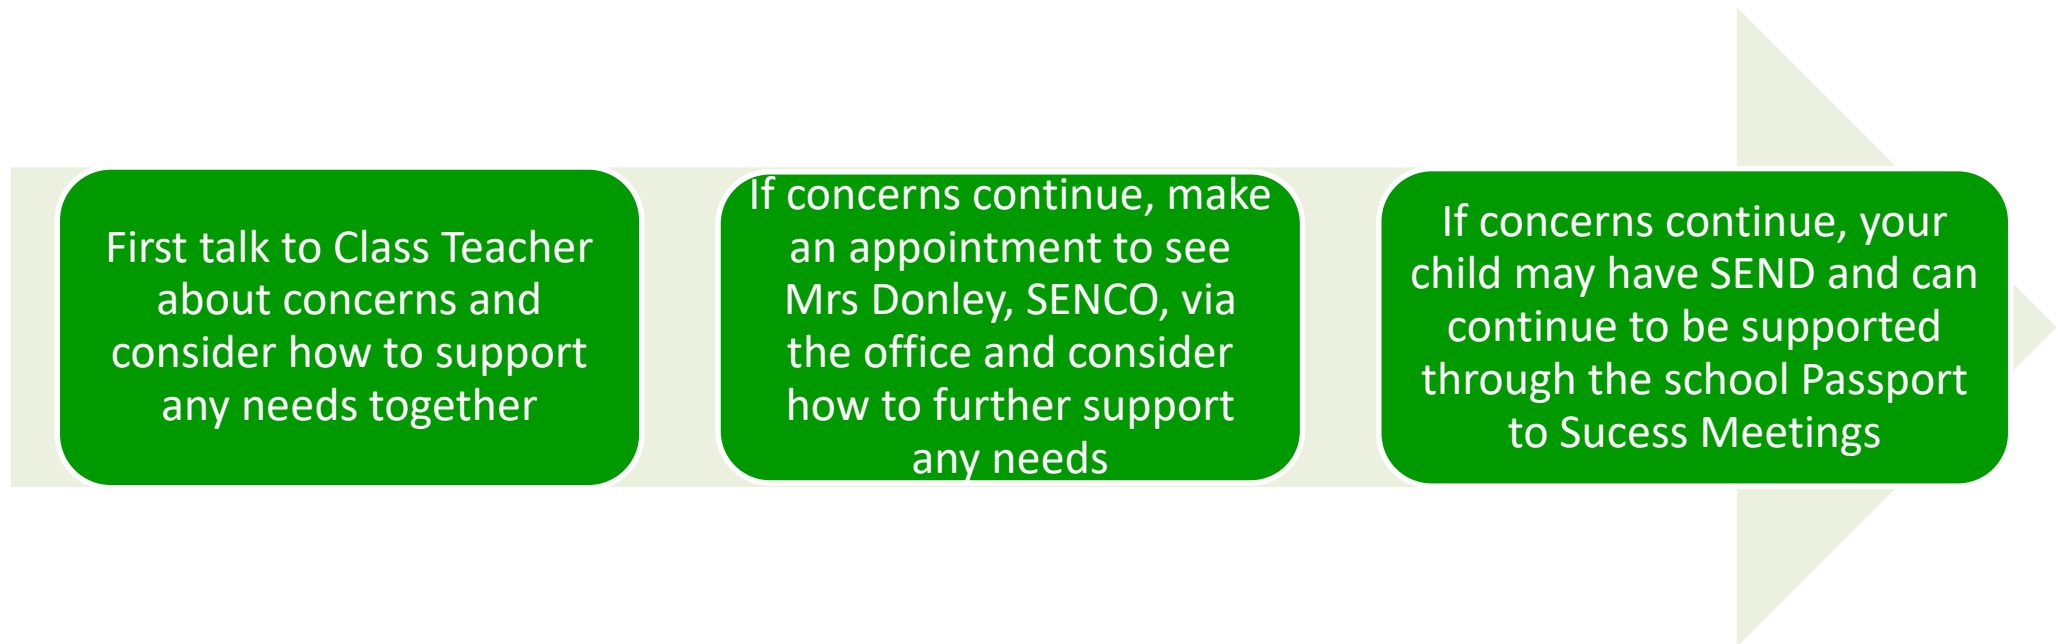 First talk to Class Teacher
about concerns and
consider how to support
any needs together
If concerns continue, make
an appointment to see
Mrs Donley, SENCO, via
the office and consider
how to further support
any needs
If concerns continue, your
child may have SEND and can
continue to be supported
through the school Passport
to Sucess Meetings